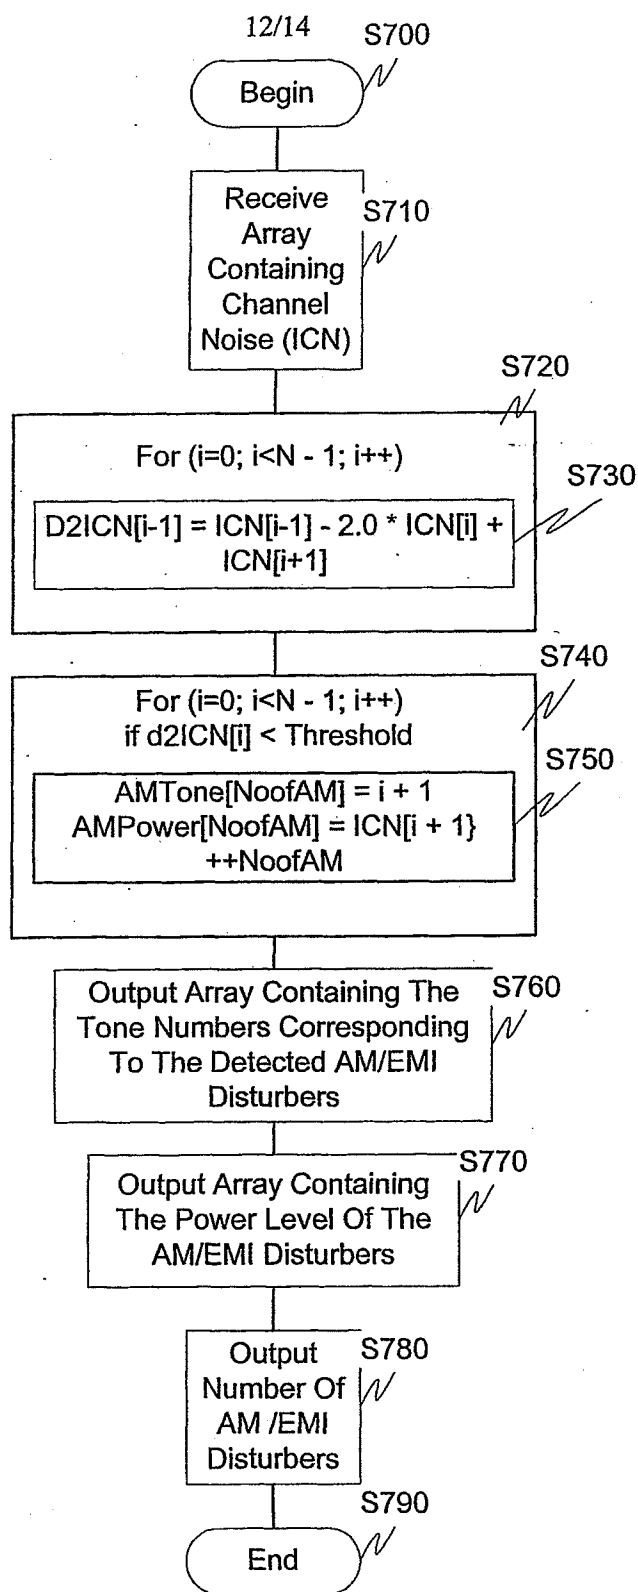 12/14
S700
Begin
S710
Receive
Array
Containing
Channel
Noise (ICN)
S720
For (i=0; i<N - 1; i++)
S730
D2ICN[i-1] = ICN[i-1] - 2.0 * ICN[i] +
ICN[i+1]
S740
For (i=0; i<N - 1; i++)
if d2ICN[i] < Threshold
S750
AMTone[NoofAM] = i + 1
AMPower[NoofAM] = ICN[i + 1}
++NoofAM
S760
Output Array Containing The
Tone Numbers Corresponding
To The Detected AM/EMI
Disturbers
S770
Output Array Containing
The Power Level Of The
AM/EMI Disturbers
S780
Output
Number Of
AM /EMI
Disturbers
S790
End